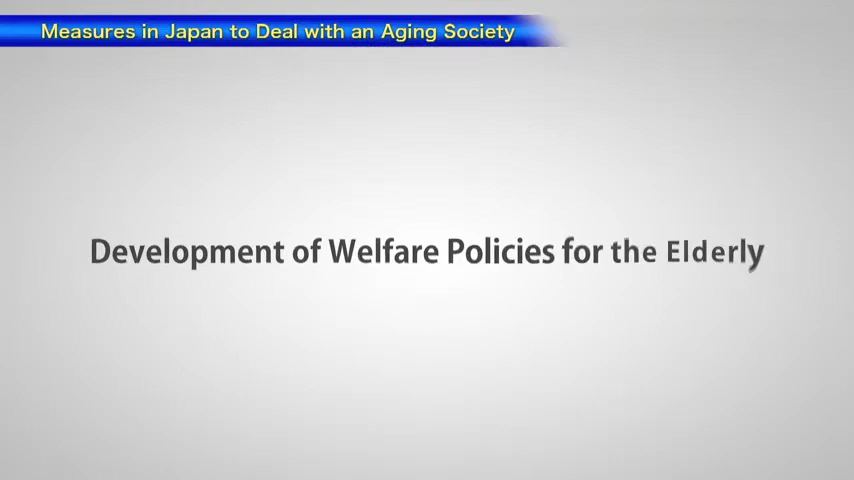 Measures in Japan to Deal with an Aging Society
Development of Welfare Policies for the Elderly